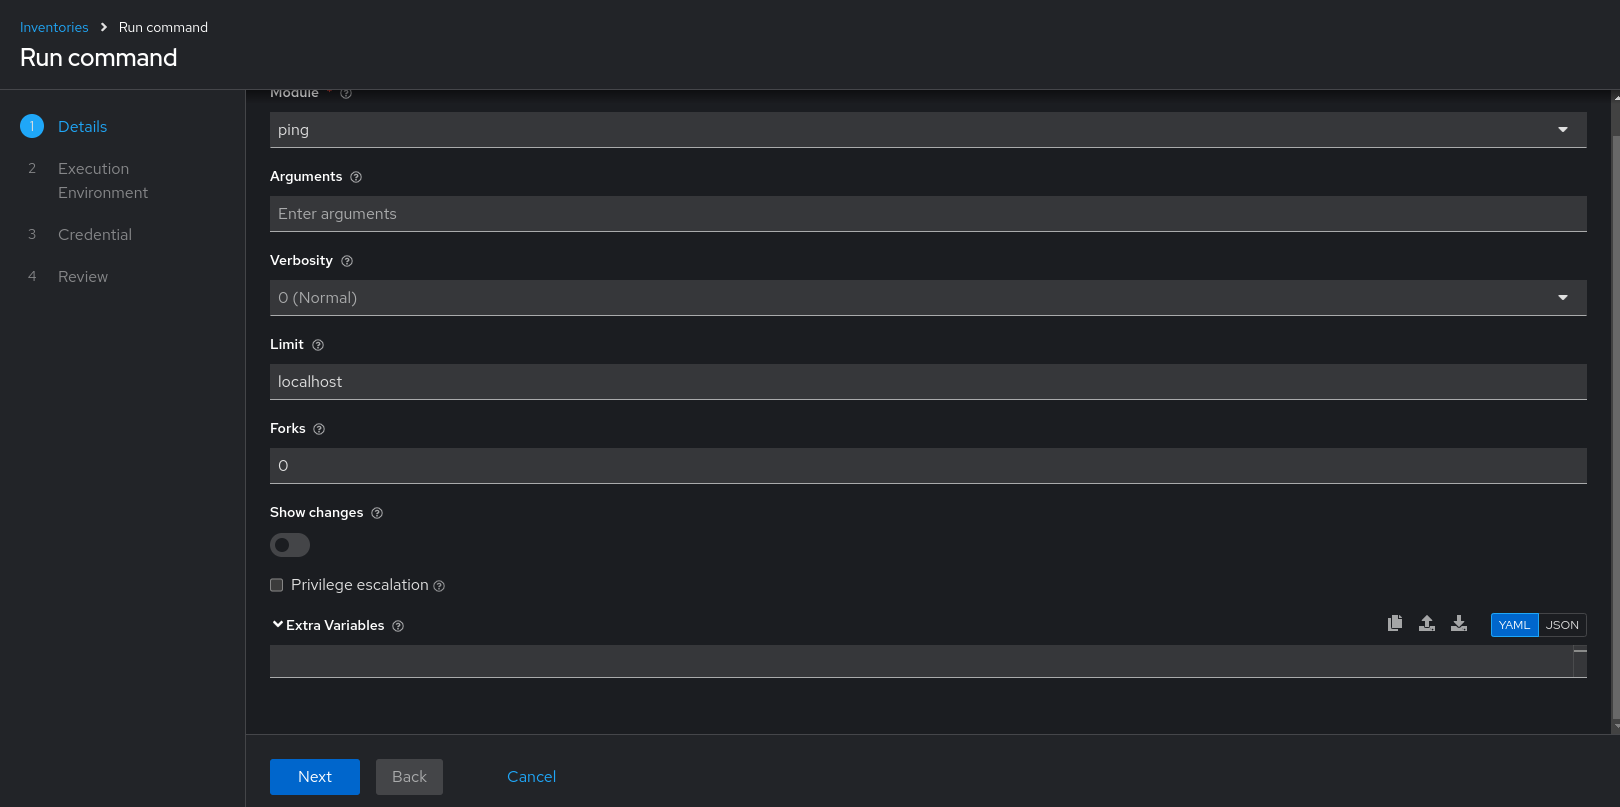 Inventories > Run command
Run command
1 Details
2 Execution
Environment
3 Credential
4 Review
Module *
ping
Arguments
Enter arguments
Verbosity
0 (Normal)
Limit
localhost
Forks
0
Show changes
Privilege escalation
Extra Variables YAML JSON
Next Back Cancel